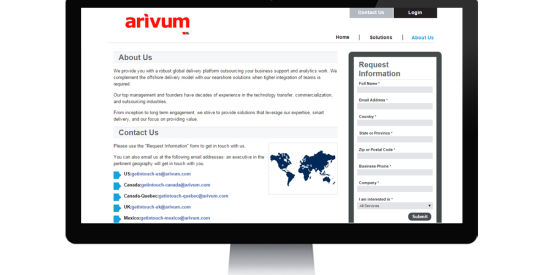 Contact Us
Login
arivum
Home | Solutions | About Us
About Us
We provide you with a robust global delivery platform outsourcing your business support and analytics work. We
complement the offshore delivery model with our nearshore solutions when higher integration of teams is
required.
Our top management and founders have decades of experience in the technology transfer, commercialization,
and outsourcing industries.
From inception to long term engagement, we strive to provide solutions that leverage our expertise, smart
delivery, and our focus on providing value.
Contact Us
Please use the "Request Information" form to get in touch with us.
You can also email us at the following email addresses: an executive in the
pertinent geography will get in touch with you.
US:getintouch-us@arivum.com
Canada:getintouch-canada@arivum.com
Canada-Quebec:getintouch-quebec@arivum.com
UK:getintouch-uk@arivum.com
Mexico:getintouch-mexico@arivum.com
Request
Information
Full Name *
Email Address *
Country *
State or Province *
Zip or Postal Code *
Business Phone *
Company *
I am interested in *
All Services
Submit